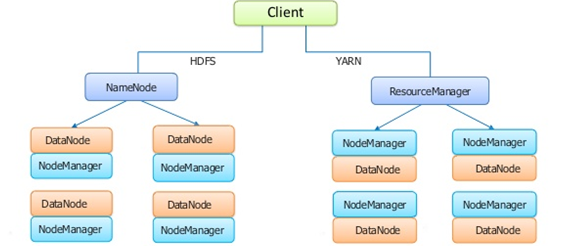 Client
HDFS
YARN
NameNode
ResourceManager
DataNode
NodeManager
DataNode
NodeManager
DataNode
NodeManager
DataNode
NodeManager
NodeManager
DataNode
NodeManager
DataNode
NodeManager
DataNode
NodeManager
DataNode